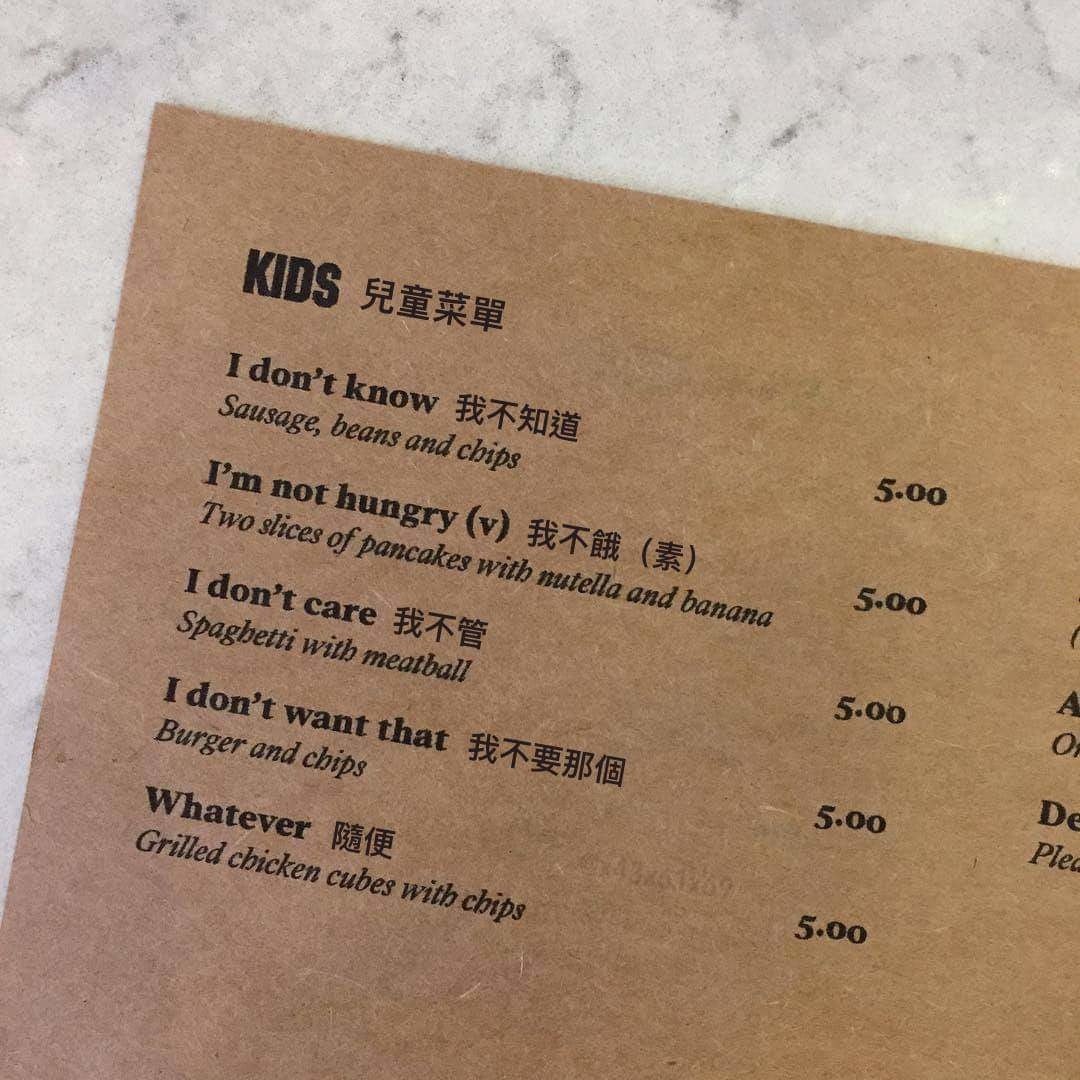 KIDS 兒童菜單
I don't know 我不知道
Sausage, beans and chips
5.00
I'm not hungry (v) 我不餓（素）
Two slices of pancakes with nutella and banana
5.00
I don't care 我不管
Spaghetti with meatball
5.00
I don't want that 我不要那個
Burger and chips
5.00
Whatever 隨便
Grilled chicken cubes with chips
5.00